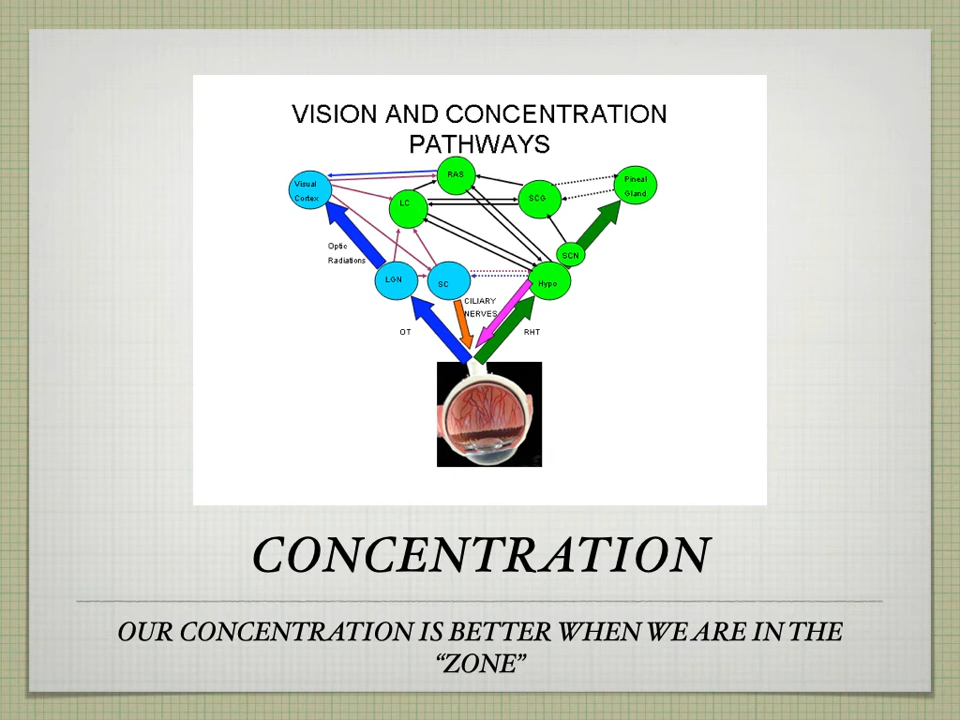 VISION AND CONCENTRATION
PATHWAYS
RAS
Visual
Cortex
Pineal
Gland
LC
SCG
Optic
Radiations
SCN
LGN
SC
Hypo
CILIARY
NERVES
OT
RHT
CONCENTRATION
OUR CONCENTRATION IS BETTER WHEN WE ARE IN THE
“ZONE”